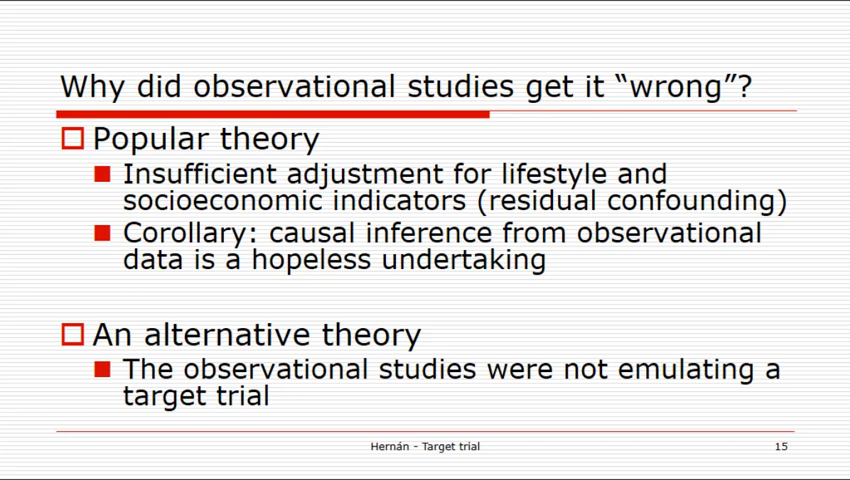 Why did observational studies get it “wrong”?
Popular theory
Insufficient adjustment for lifestyle and
socioeconomic indicators (residual confounding)
Corollary: causal inference from observational
data is a hopeless undertaking
An alternative theory
The observational studies were not emulating a
target trial
Hernán - Target trial
15